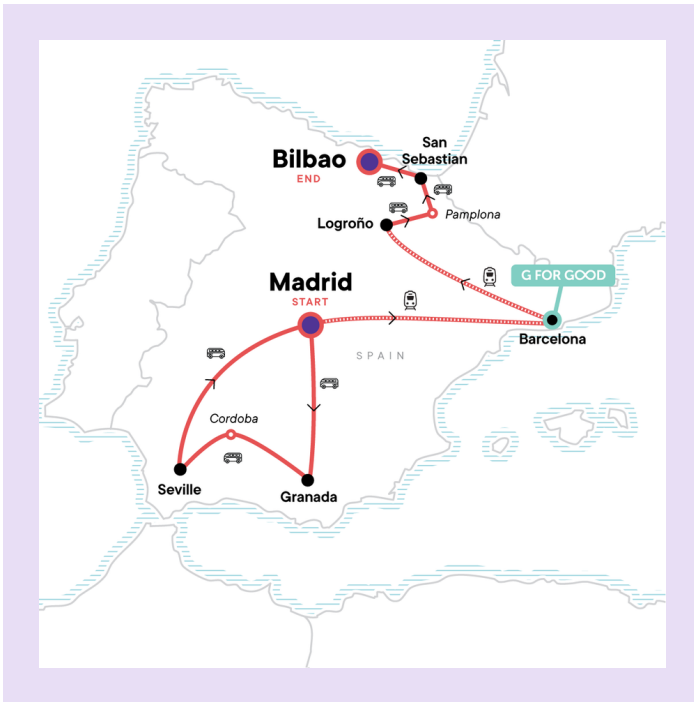 San
Sebastian
Bilbao
END
Pamplona
Logroño
G FOR GOOD
Madrid
START
Barcelona
SPAIN
Cordoba
Seville
Granada